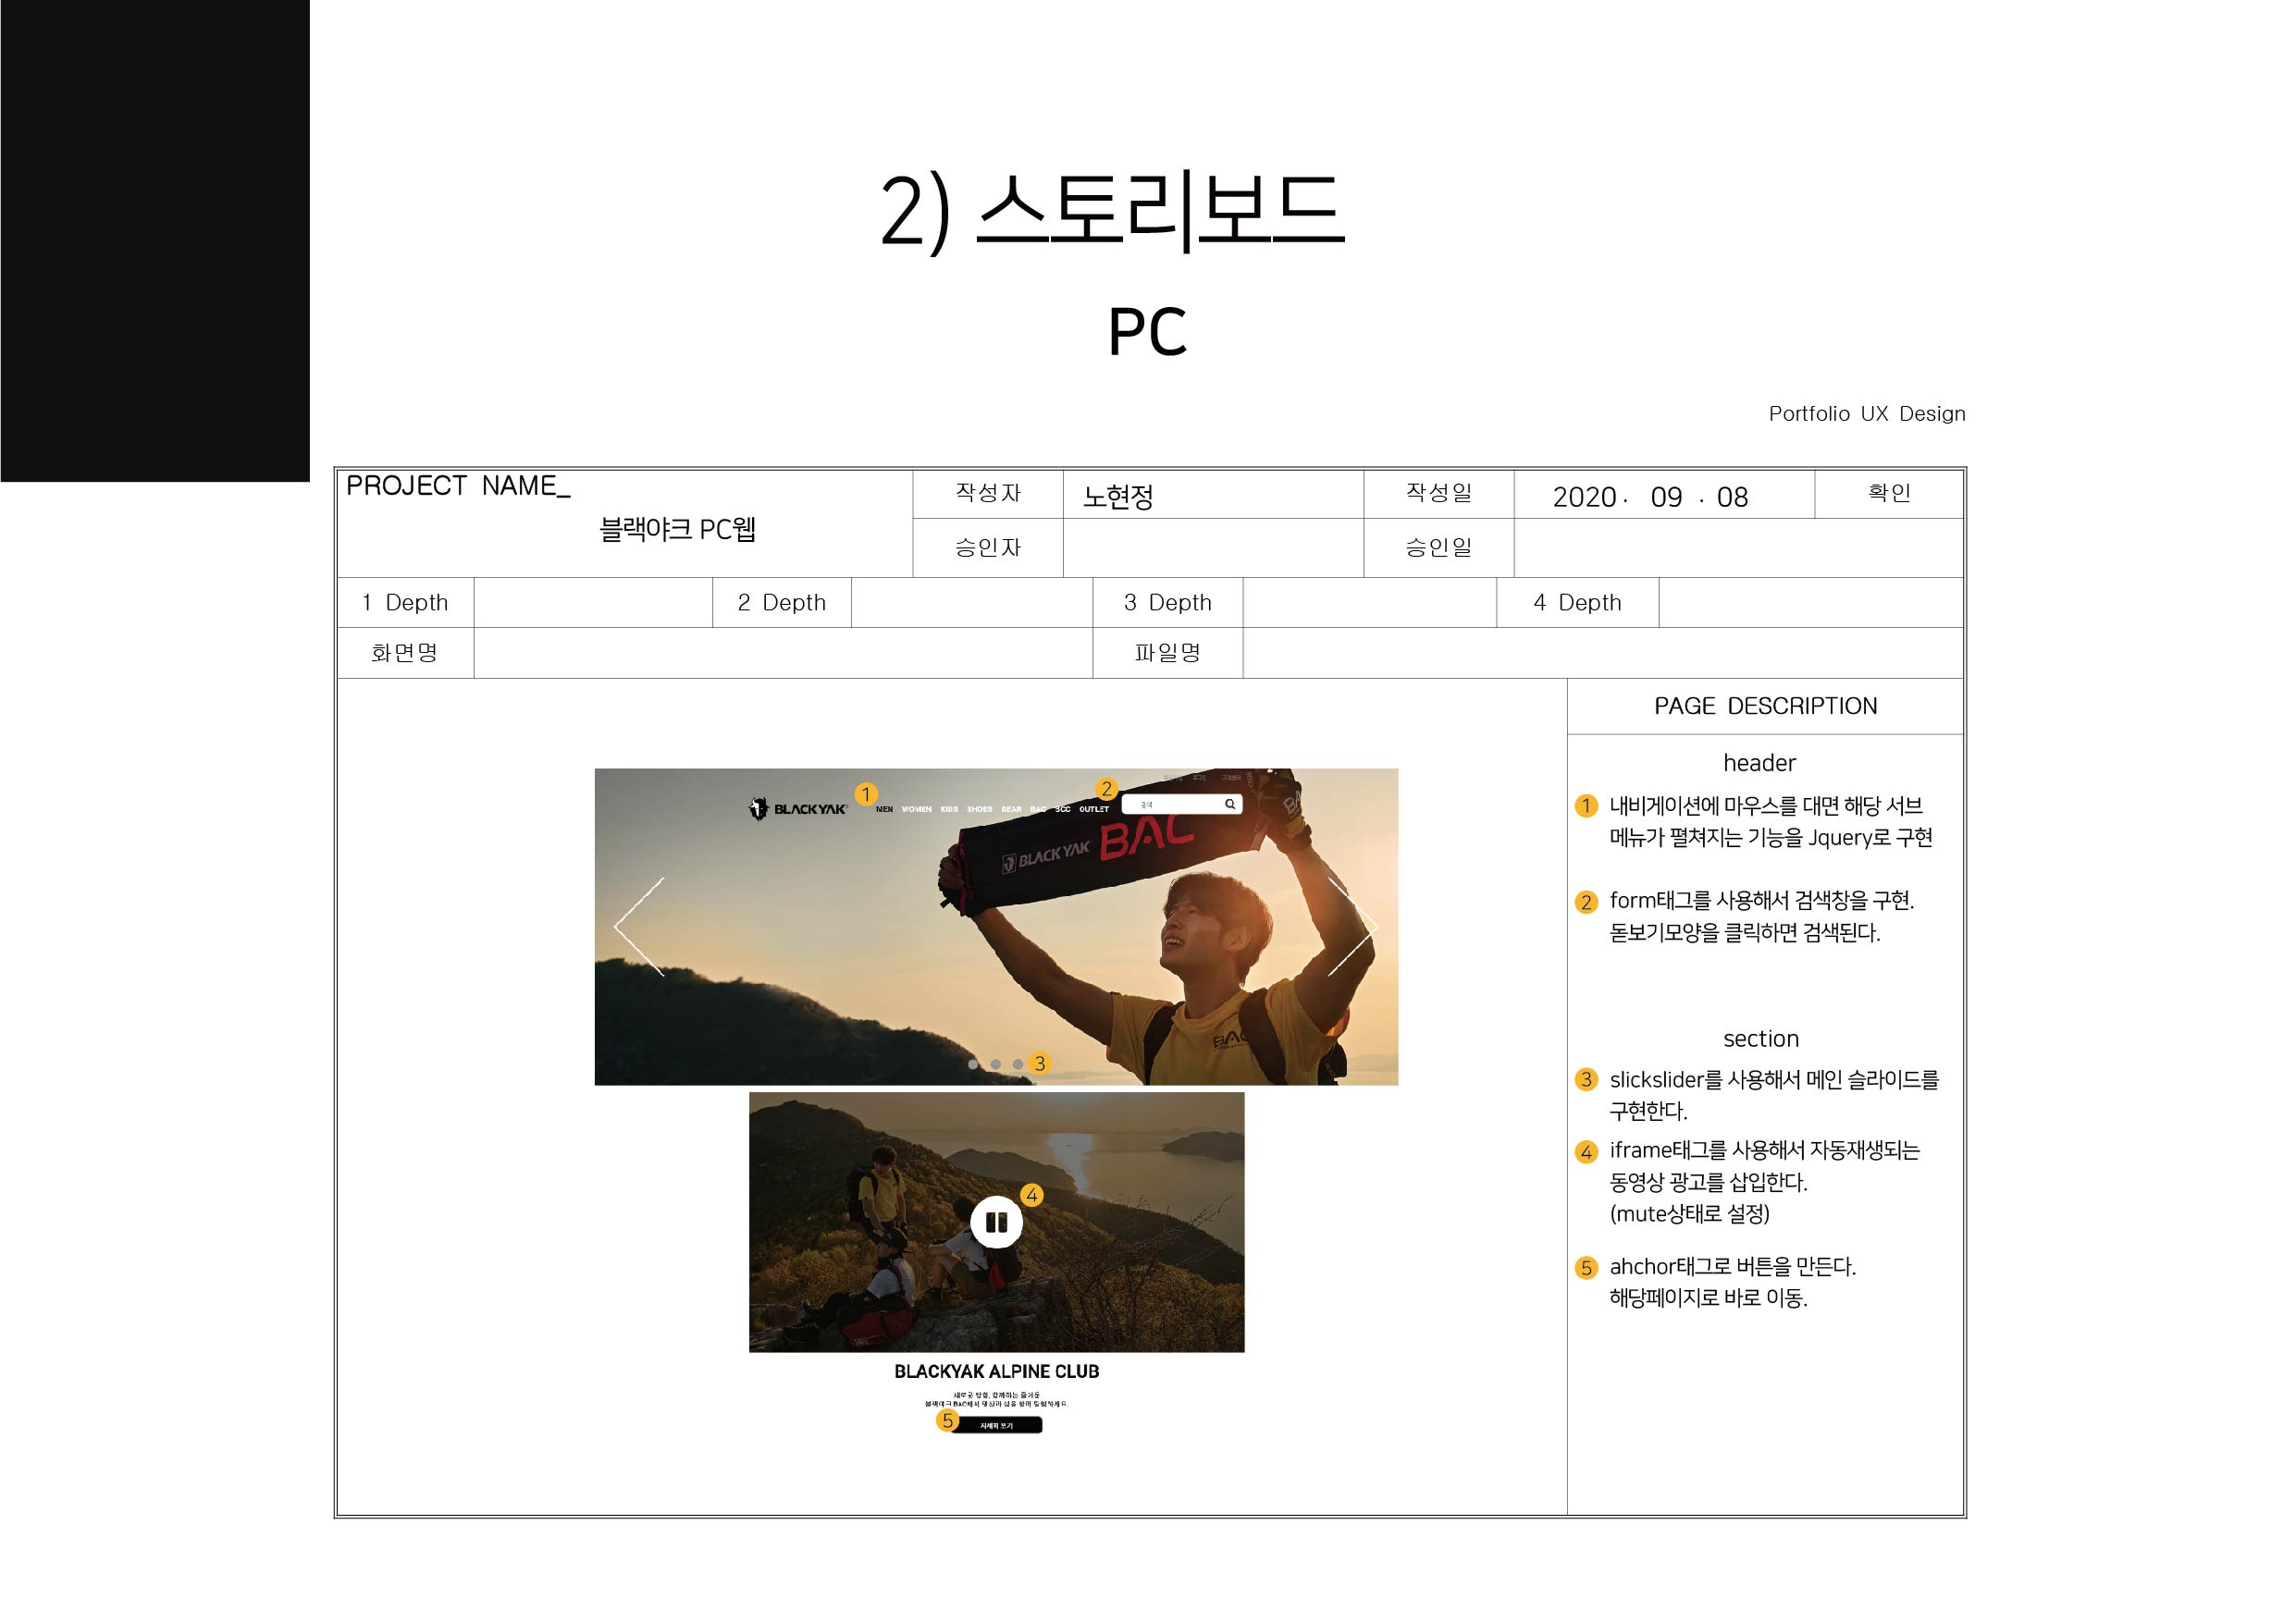 2) 스토리보드
PC
Portfolio UX Design
PROJECT NAME_
블랙야크 PC웹
작성자
노현정
작성일
2020. 09 . 08
확인
승인자
승인일
1 Depth
2 Depth
3 Depth
4 Depth
화면명
파일명
PAGE DESCRIPTION
BLACKYAK
1
MEN WOMEN KIDS SHOES GEAR BAC BCC OUTLET
2
검색
BLACKYAK BAC
BAC
3
4
BLACKYAK ALPINE CLUB
5
자세히 보기
header
1 내비게이션에 마우스를 대면 해당 서브
메뉴가 펼쳐지는 기능을 Jquery로 구현
2 form태그를 사용해서 검색창을 구현.
돋보기모양을 클릭하면 검색된다.
section
3 slickslider를 사용해서 메인 슬라이드를
구현한다.
4 iframe태그를 사용해서 자동재생되는
동영상 광고를 삽입한다.
(mute상태로 설정)
5 ahchor태그로 버튼을 만든다.
해당페이지로 바로 이동.